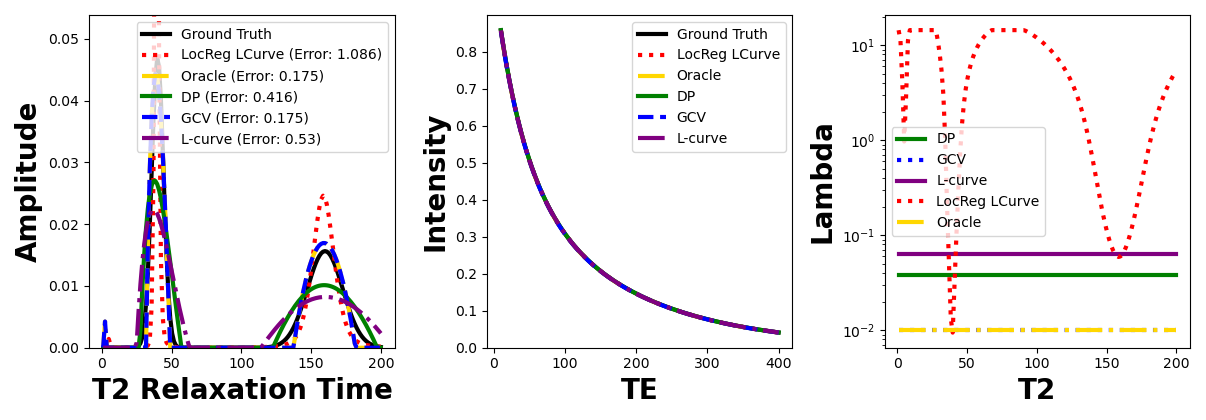 Amplitude
0.05
0.04
0.03
0.02
0.01
0.00
Ground Truth
LocReg LCurve (Error: 1.086)
Oracle (Error: 0.175)
DP (Error: 0.416)
GCV (Error: 0.175)
L-curve (Error: 0.53)
0 50 100 150 200
T2 Relaxation Time
Intensity
0.8
0.7
0.6
0.5
0.4
0.3
0.2
0.1
0.0
Ground Truth
LocReg LCurve
Oracle
DP
GCV
L-curve
0 100 200 300 400
TE
Lambda
10¹
10⁰
10⁻¹
10⁻²
DP
GCV
L-curve
LocReg LCurve
Oracle
0 50 100 150 200
T2